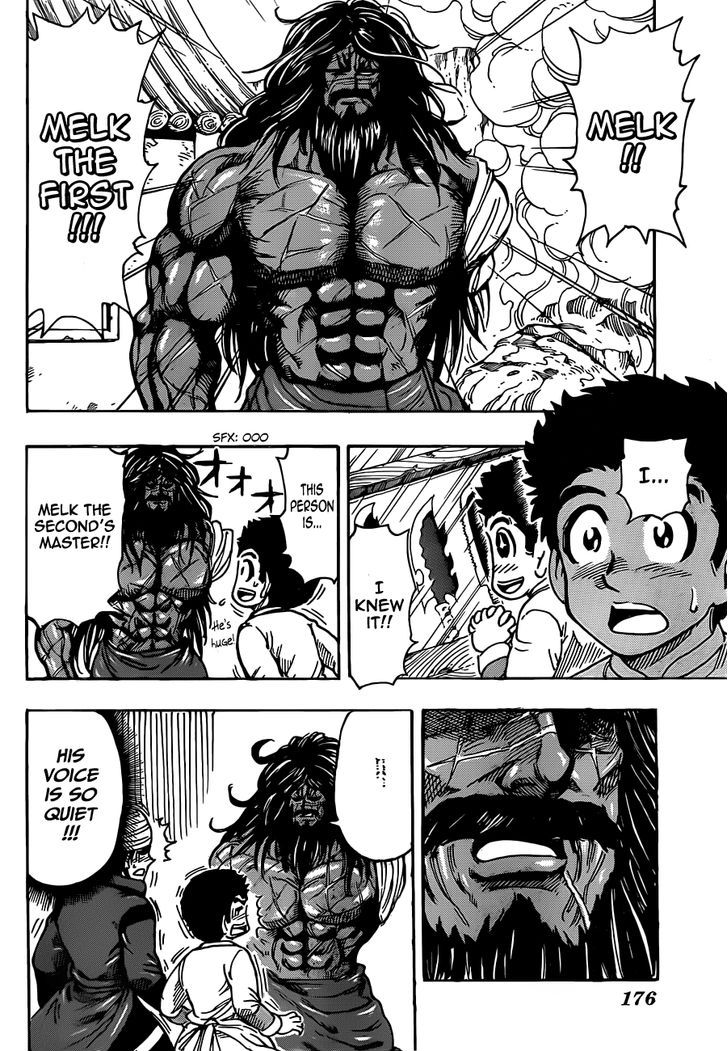 MELK
!!
MELK
THE
FIRST
!!!
I...
I
KNEW
IT!!
SFX: OOO
オオオ
THIS
PERSON
IS...
He's
huge!
MELK THE
SECOND'S
MASTER!!
HIS
VOICE
IS SO
QUIET
!!!
176